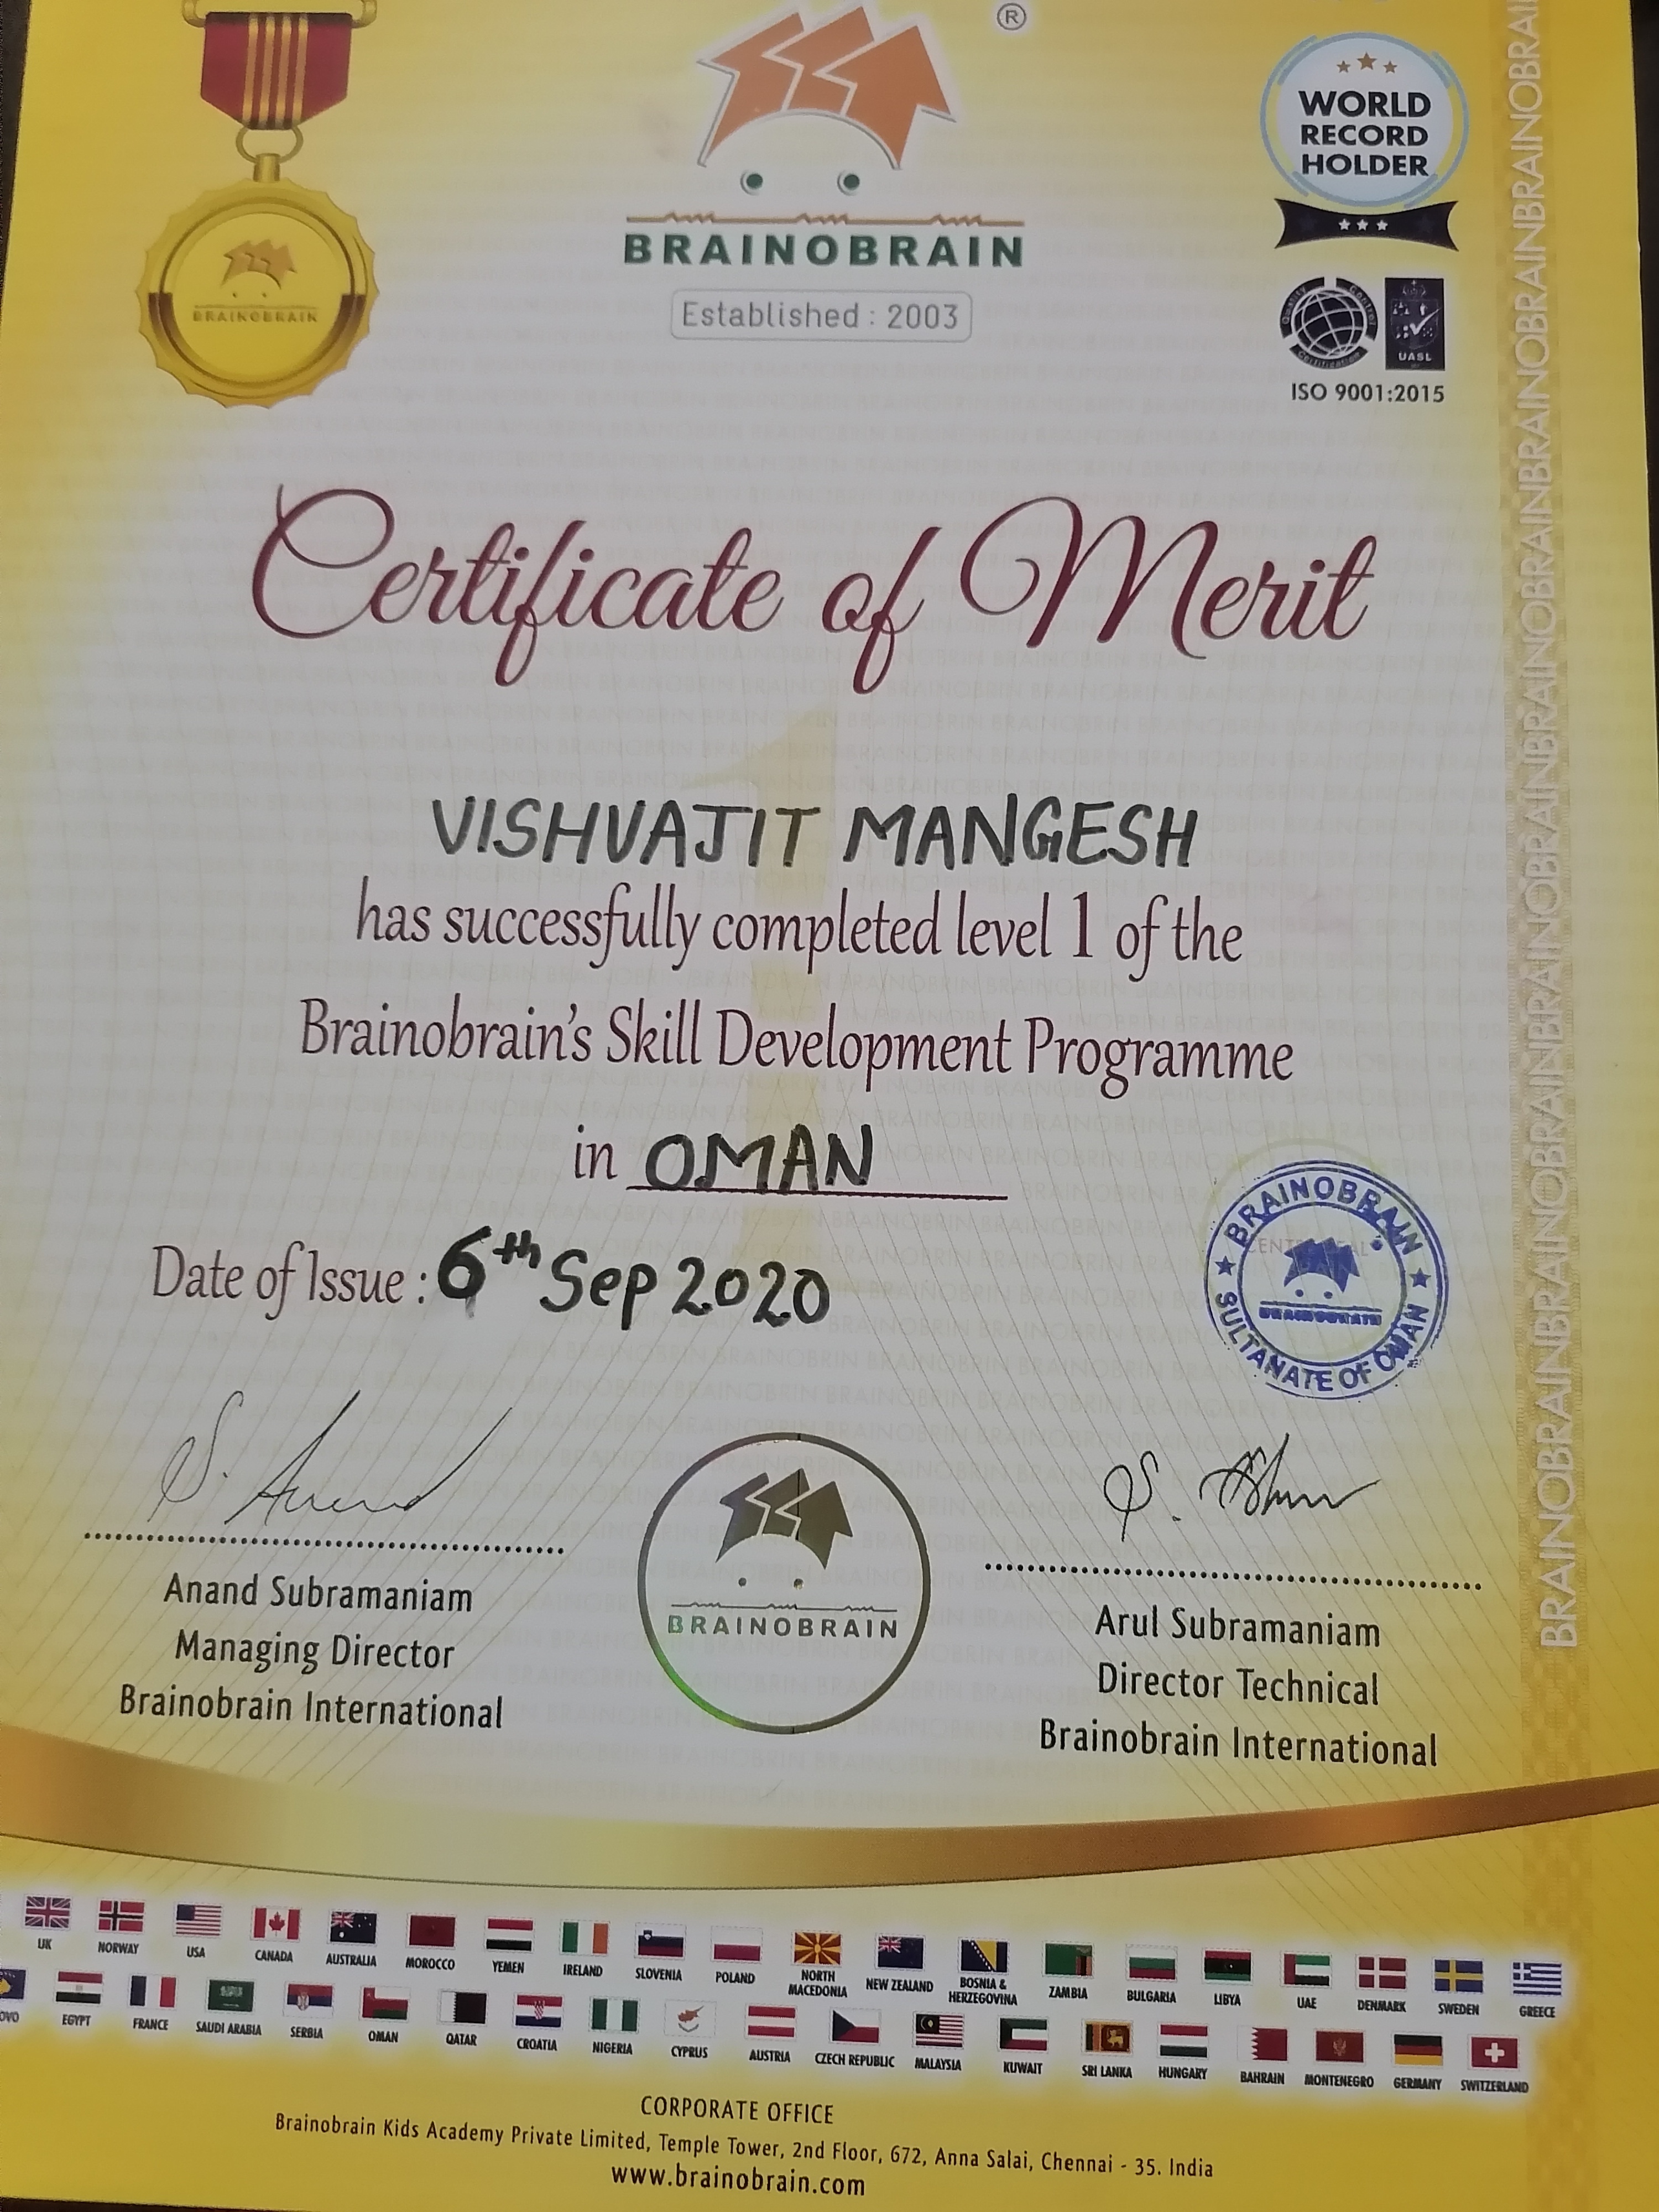 ®
BRAINOBRAIN
Established : 2003
BRAINOBRAIN
WORLD
RECORD
HOLDER
Quality Control
Certification
UASL
ISO 9001:2015
Certificate of Merit
VISHVAJIT MANGESH
has successfully completed level 1 of the
Brainobrain's Skill Development Programme
in OMAN
Date of Issue : 6th Sep 2020
BRAINOBRAIN
SULTANATE OF OMAN
BRAINOBRAIN
Anand Subramaniam
Managing Director
Brainobrain International
BRAINOBRAIN
Arul Subramaniam
Director Technical
Brainobrain International
UK NORWAY USA CANADA AUSTRALIA MOROCCO YEMEN IRELAND SLOVENIA POLAND NORTH MACEDONIA NEW ZEALAND BOSNIA & HERZEGOVINA ZAMBIA BULGARIA LIBYA UAE DENMARK SWEDEN GREECE
OVO EGYPT FRANCE SAUDI ARABIA SERBIA OMAN QATAR CROATIA NIGERIA CYPRUS AUSTRIA CZECH REPUBLIC MALAYSIA KUWAIT SRI LANKA HUNGARY BAHRAIN MONTENEGRO GERMANY SWITZERLAND
CORPORATE OFFICE
Brainobrain Kids Academy Private Limited, Temple Tower, 2nd Floor, 672, Anna Salai, Chennai - 35. India
www.brainobrain.com